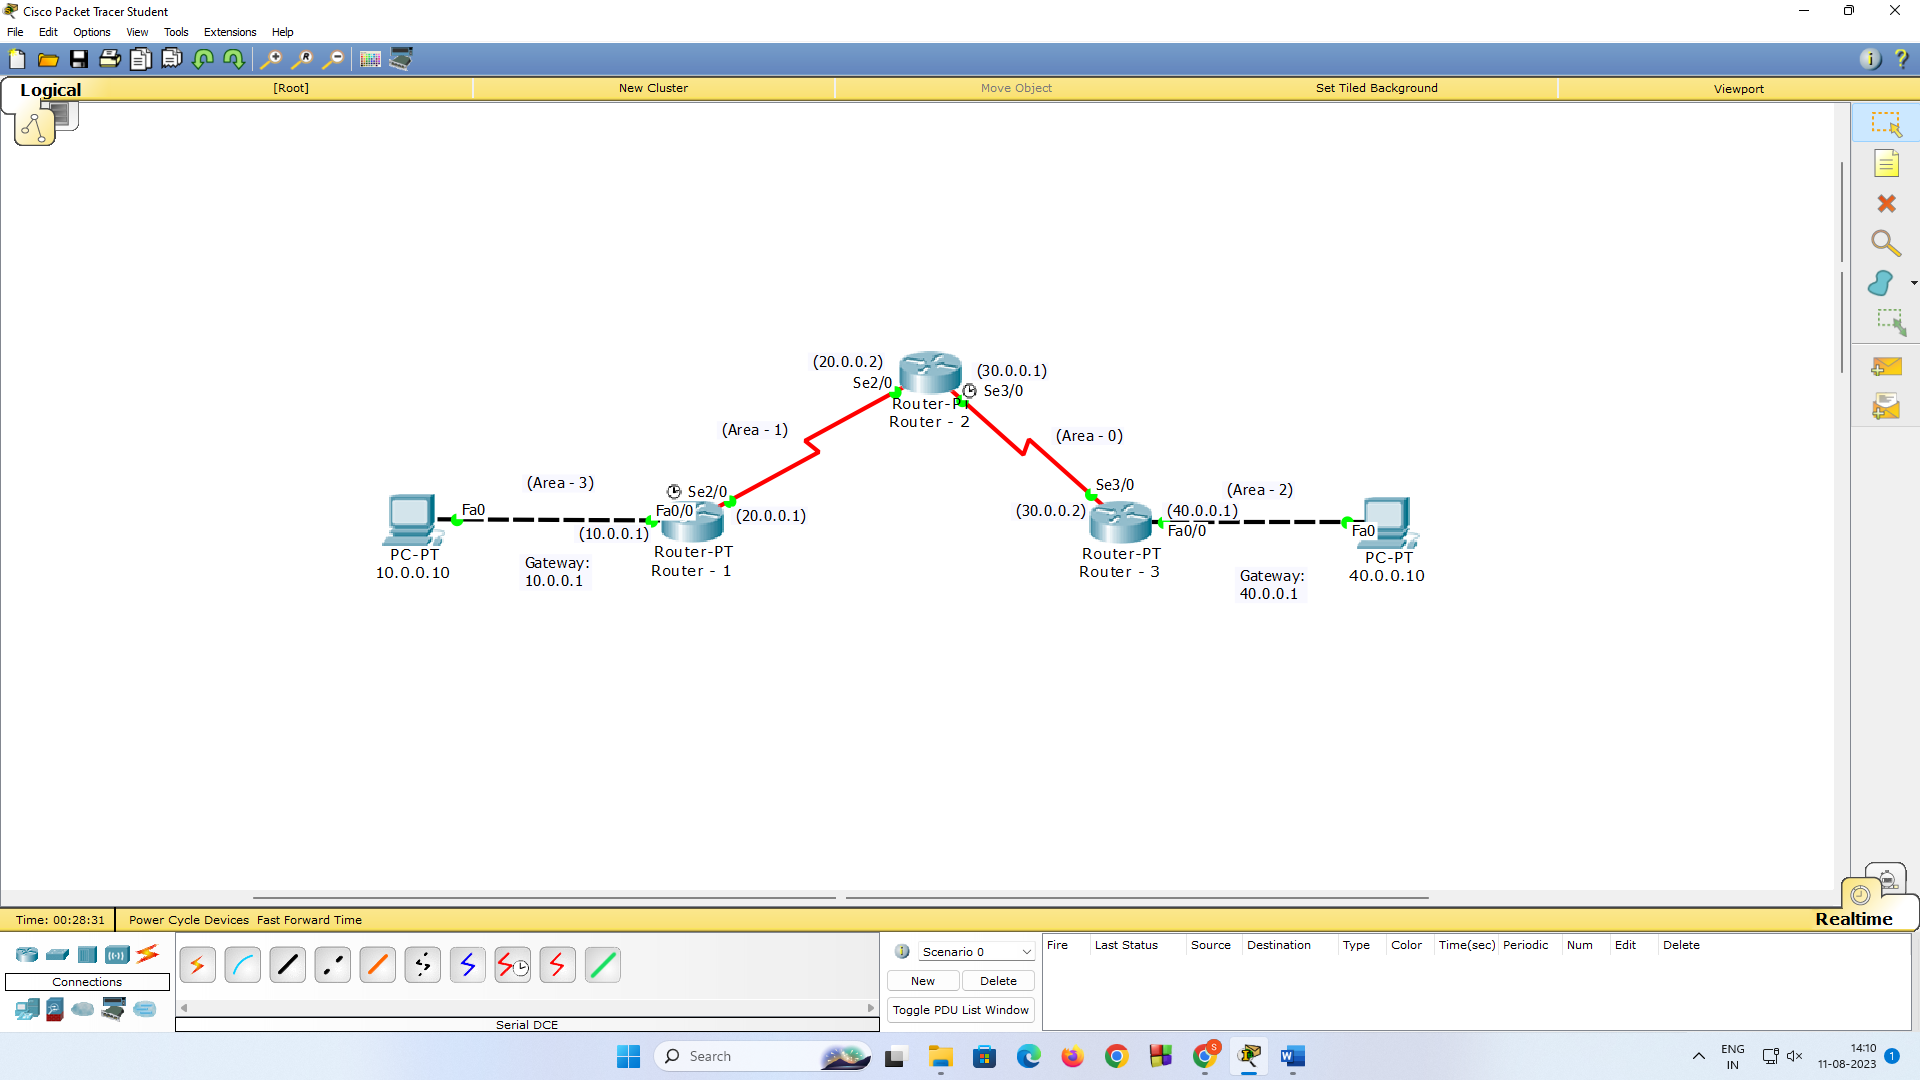 Cisco Packet Tracer Student
File Edit Options View Tools Extensions Help
Logical [Root] New Cluster Move Object Set Tiled Background Viewport
(20.0.0.2)
(30.0.0.1)
Se2/0
Se3/0
Router-PT
Router - 2
(Area - 1)
(Area - 0)
(Area - 3)
Se2/0
Se3/0
(Area - 2)
Fa0
Fa0/0
(20.0.0.1)
(30.0.0.2)
(40.0.0.1)
(10.0.0.1)
Fa0/0
Fa0
PC-PT
10.0.0.10
Gateway:
10.0.0.1
Router-PT
Router - 1
Router-PT
Router - 3
Gateway:
40.0.0.1
PC-PT
40.0.0.10
Time: 00:28:31 Power Cycle Devices Fast Forward Time
Realtime
Connections
Serial DCE
Scenario 0
New Delete
Toggle PDU List Window
Fire Last Status Source Destination Type Color Time(sec) Periodic Num Edit Delete
Search
S
ENG
IN
14:10
11-08-2023
1